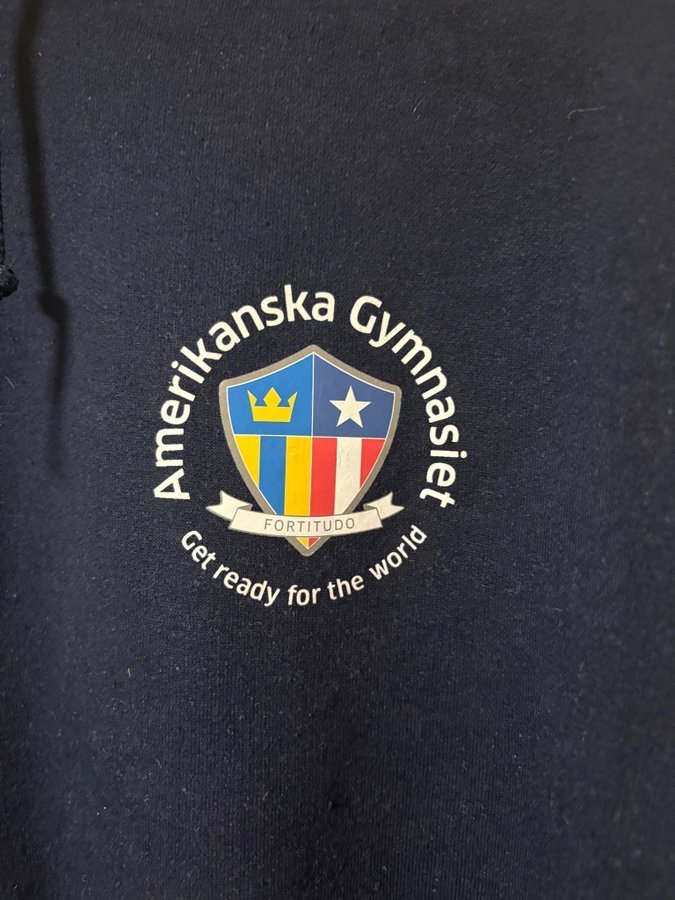 Amerikanska Gymnasiet
FORTITUDO
Get ready for the world